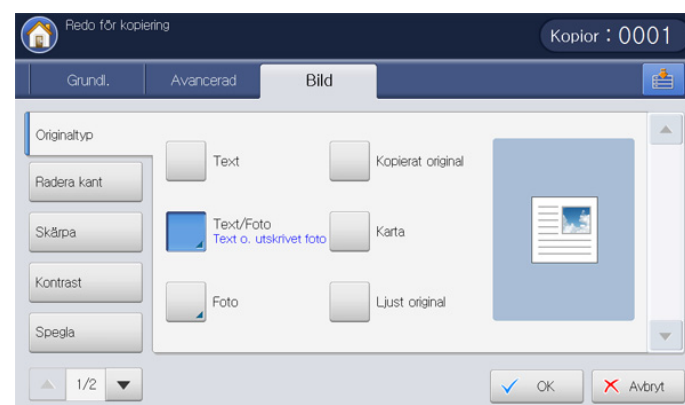 Redo för kopiering
Kopior : 0001
Grundl.
Avancerad
Bild
Originaltyp
Radera kant
Skärpa
Kontrast
Spegla
1/2
Text
Kopierat original
Text/Foto
Text o. utskrivet foto
Karta
Foto
Ljust original
OK
Avbryt